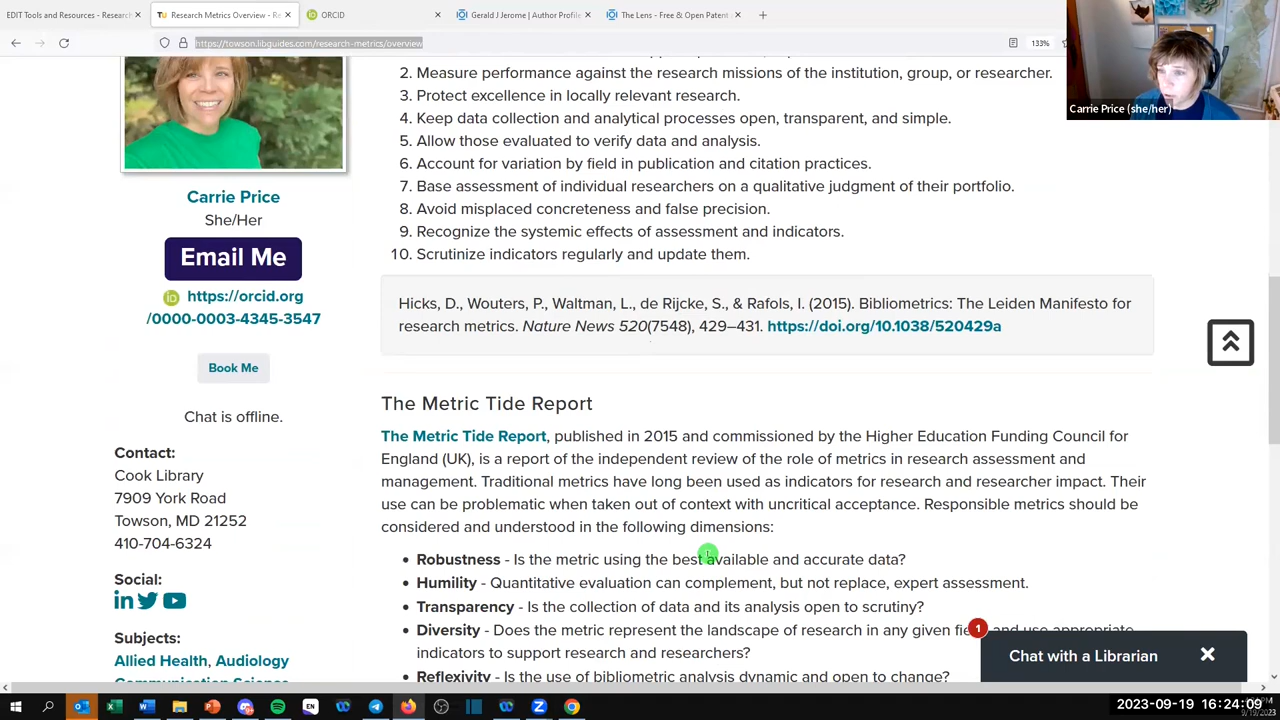 EDIT Tools and Resources - Resear
Research Metrics Overview - Re
ORCID
Gerald J Jerome | Author Profile
The Lens - Free & Open Patent
https://towson.libguides.com/research-metrics/overview
133%
2. Measure performance against the research missions of the institution, group, or researcher.
3. Protect excellence in locally relevant research.
4. Keep data collection and analytical processes open, transparent, and simple.
5. Allow those evaluated to verify data and analysis.
6. Account for variation by field in publication and citation practices.
7. Base assessment of individual researchers on a qualitative judgment of their portfolio.
8. Avoid misplaced concreteness and false precision.
9. Recognize the systemic effects of assessment and indicators.
10. Scrutinize indicators regularly and update them.
Carrie Price (she/her)
Carrie Price
She/Her
Email Me
https://orcid.org
/0000-0003-4345-3547
Book Me
Chat is offline.
Contact:
Cook Library
7909 York Road
Towson, MD 21252
410-704-6324
Social:
Subjects:
Allied Health, Audiology
Hicks, D., Wouters, P., Waltman, L., de Rijcke, S., & Rafols, I. (2015). Bibliometrics: The Leiden Manifesto for
research metrics. Nature News 520(7548), 429–431. https://doi.org/10.1038/520429a
The Metric Tide Report
The Metric Tide Report, published in 2015 and commissioned by the Higher Education Funding Council for
England (UK), is a report of the independent review of the role of metrics in research assessment and
management. Traditional metrics have long been used as indicators for research and researcher impact. Their
use can be problematic when taken out of context with uncritical acceptance. Responsible metrics should be
considered and understood in the following dimensions:
• Robustness - Is the metric using the best available and accurate data?
• Humility - Quantitative evaluation can complement, but not replace, expert assessment.
• Transparency - Is the collection of data and its analysis open to scrutiny?
• Diversity - Does the metric represent the landscape of research in any given field and use appropriate
indicators to support research and researchers?
• Reflexivity - Is the use of bibliometric analysis dynamic and open to change?
1
Chat with a Librarian
2023-09-19 16:24:09